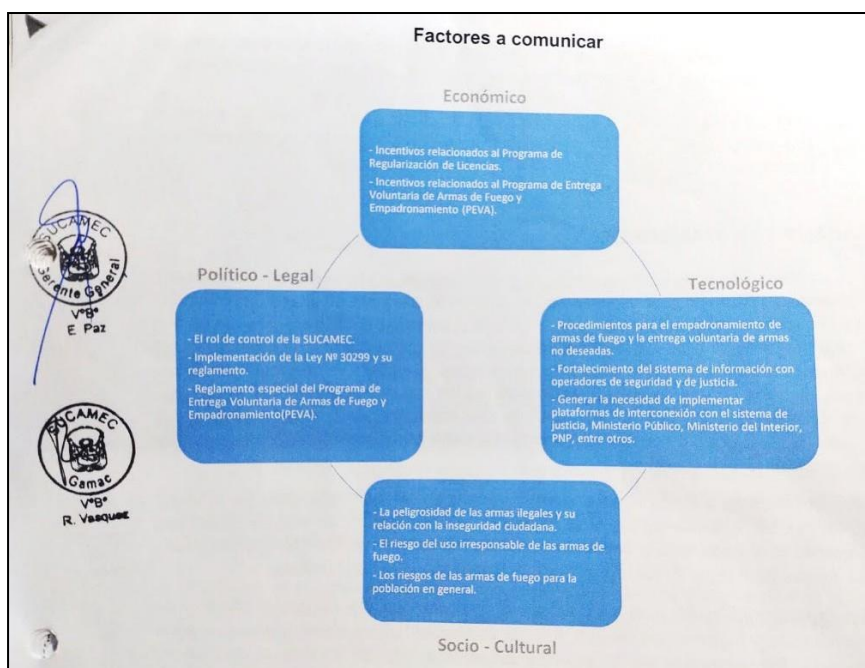 Factores a comunicar
Económico
- Incentivos relacionados al Programa de
Regularización de Licencias.
- Incentivos relacionados al Programa de Entrega
Voluntaria de Armas de Fuego y
Empadronamiento (PEVA).
Político - Legal
- El rol de control de la SUCAMEC.
- Implementación de la Ley Nº 30299 y su
reglamento.
- Reglamento especial del Programa de
Entrega Voluntaria de Armas de Fuego y
Empadronamiento(PEVA).
Tecnológico
- Procedimientos para el empadronamiento de
armas de fuego y la entrega voluntaria de armas
no deseadas.
- Fortalecimiento del sistema de información con
operadores de seguridad y de justicia.
- Generar la necesidad de implementar
plataformas de interconexión con el sistema de
justicia, Ministerio Público, Ministerio del Interior,
PNP, entre otros.
- La peligrosidad de las armas ilegales y su
relación con la inseguridad ciudadana.
- El riesgo del uso irresponsable de las armas de
fuego.
- Los riesgos de las armas de fuego para la
población en general.
Socio - Cultural
SUCAMEC
Gerente General
V°B°
E. Paz
SUCAMEC
Gamac
V°B°
R. Vasquez